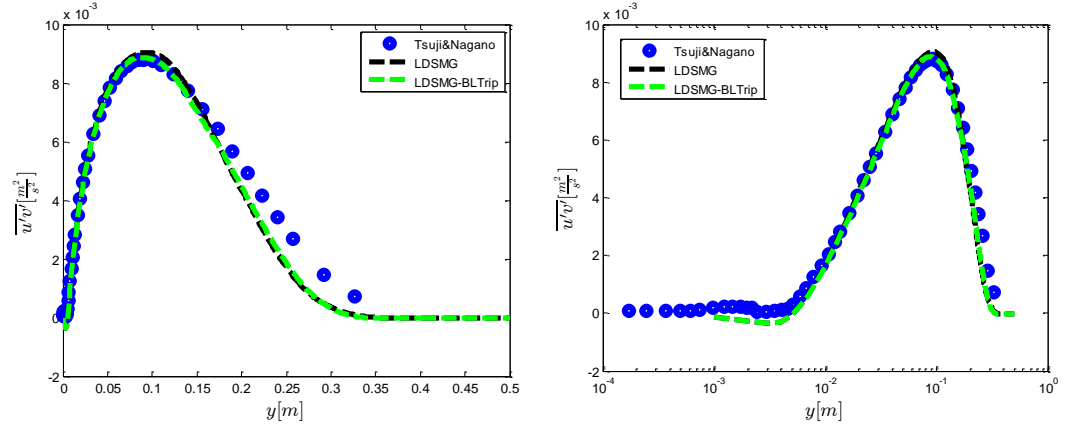 x 10⁻³
10
8
6
4
2
0
-2
u'v' [m²/s²]
0
0.05
0.1
0.15
0.2
0.25
0.3
0.35
0.4
0.45
0.5
y[m]
Tsuji&Nagano
LDSMG
LDSMG-BLTrip
x 10⁻³
10
8
6
4
2
0
-2
u'v' [m²/s²]
10⁻⁴
10⁻³
10⁻²
10⁻¹
10⁰
y[m]
Tsuji&Nagano
LDSMG
LDSMG-BLTrip